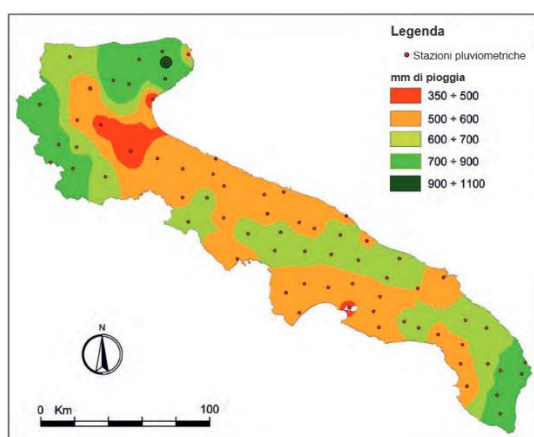 Legenda
Stazioni pluviometriche
mm di pioggia
350 ÷ 500
500 ÷ 600
600 ÷ 700
700 ÷ 900
900 ÷ 1100
N
0 Km 100